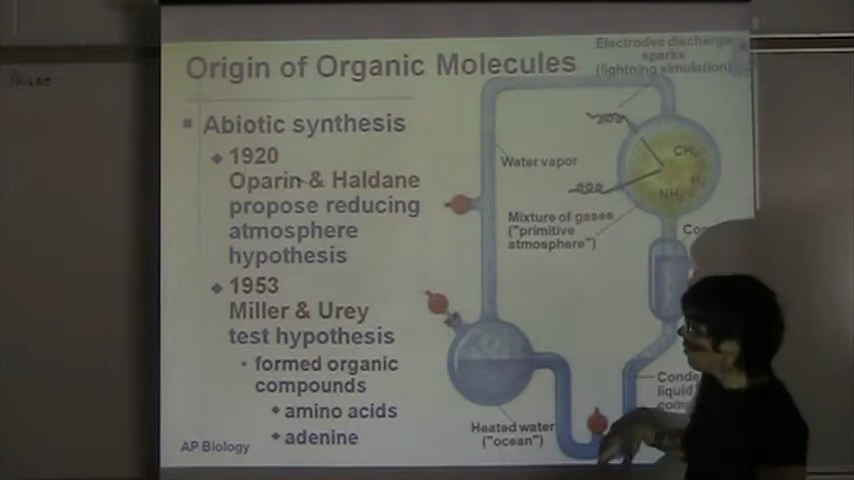 Origin of Organic Molecules
Abiotic synthesis
1920
Oparin & Haldane
propose reducing
atmosphere
hypothesis
1953
Miller & Urey
test hypothesis
formed organic
compounds
amino acids
adenine
AP Biology
Electrodes discharge
sparks
(lightning simulation)
Water vapor
CH₄
NH₃
H₂
Mixture of gases
("primitive
atmosphere")
liquid
Heated water
("ocean")